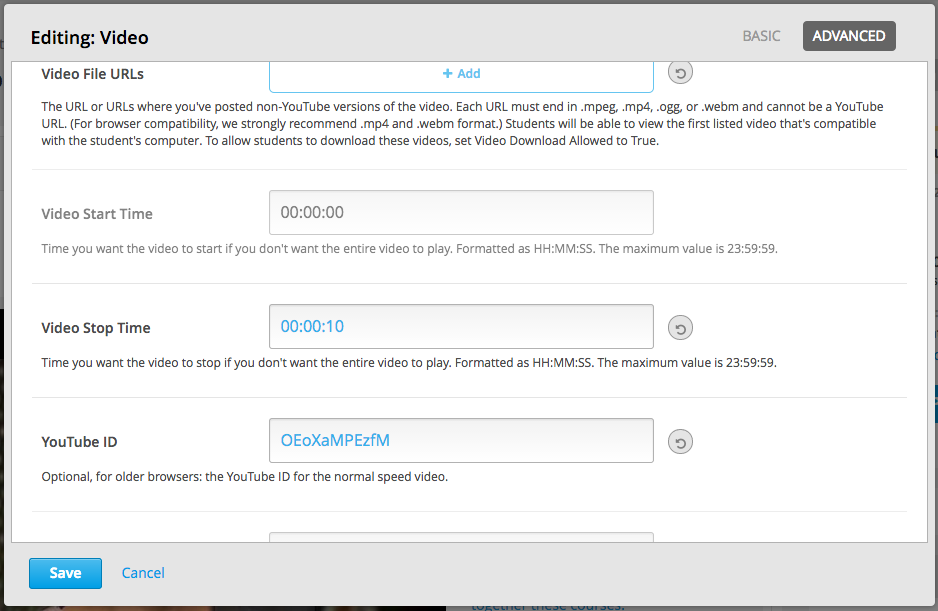 Editing: Video
BASIC
ADVANCED
Video File URLs
+ Add
The URL or URLs where you've posted non-YouTube versions of the video. Each URL must end in .mpeg, .mp4, .ogg, or .webm and cannot be a YouTube
URL. (For browser compatibility, we strongly recommend .mp4 and .webm format.) Students will be able to view the first listed video that's compatible
with the student's computer. To allow students to download these videos, set Video Download Allowed to True.
Video Start Time
00:00:00
Time you want the video to start if you don't want the entire video to play. Formatted as HH:MM:SS. The maximum value is 23:59:59.
Video Stop Time
00:00:10
Time you want the video to stop if you don't want the entire video to play. Formatted as HH:MM:SS. The maximum value is 23:59:59.
YouTube ID
OEoXaMPEzfM
Optional, for older browsers: the YouTube ID for the normal speed video.
Save
Cancel
together these courses.